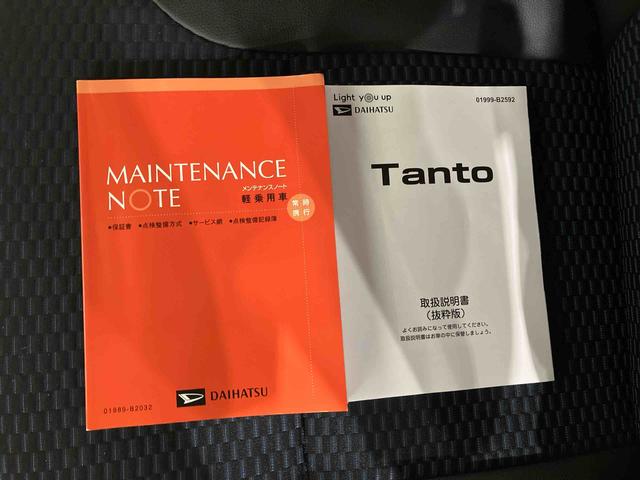 MAINTENANCE
NOTE
メンテナンスノート
軽乗用車
常時
携行
●保証書 ●点検整備方式 ●サービス網 ●点検整備記録簿
DAIHATSU
01989-B2032
Light you up
DAIHATSU
01999-B2592
Tanto
取扱説明書
（抜粋版）
よくお読みになって使用してください。
取扱説明書はお車の中に保管しましょう。